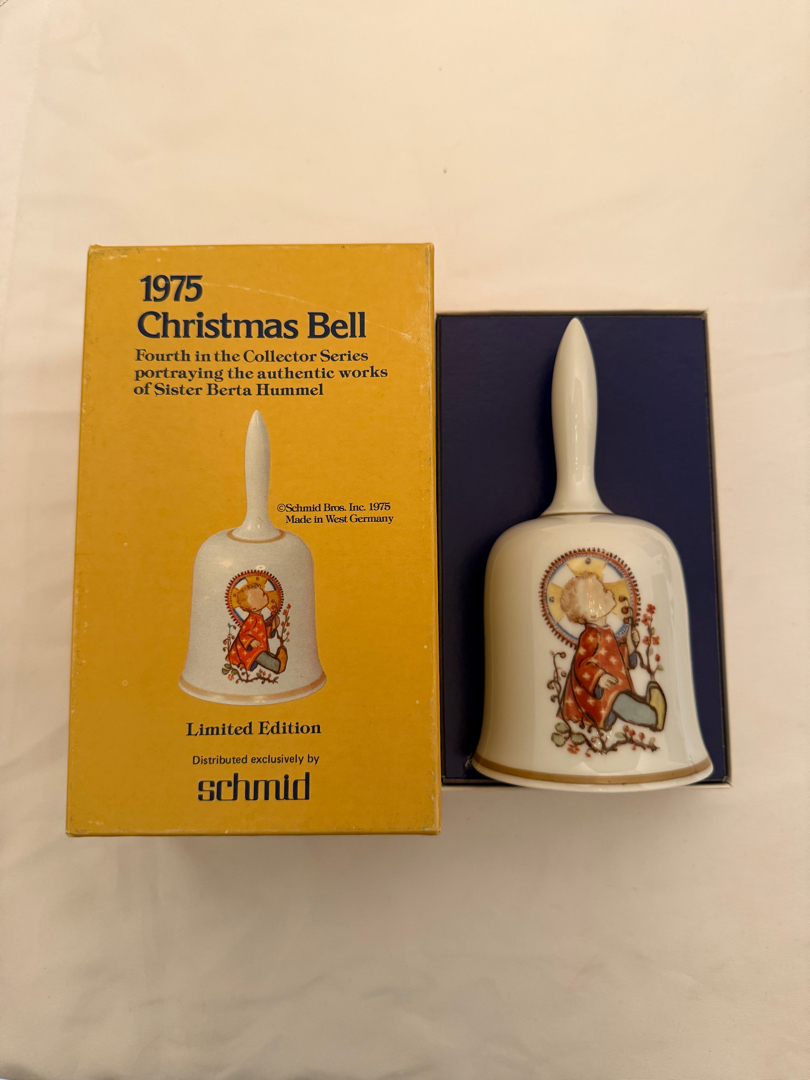 1975
Christmas Bell
Fourth in the Collector Series
portraying the authentic works
of Sister Berta Hummel
©Schmid Bros. Inc. 1975
Made in West Germany
Limited Edition
Distributed exclusively by
schmid